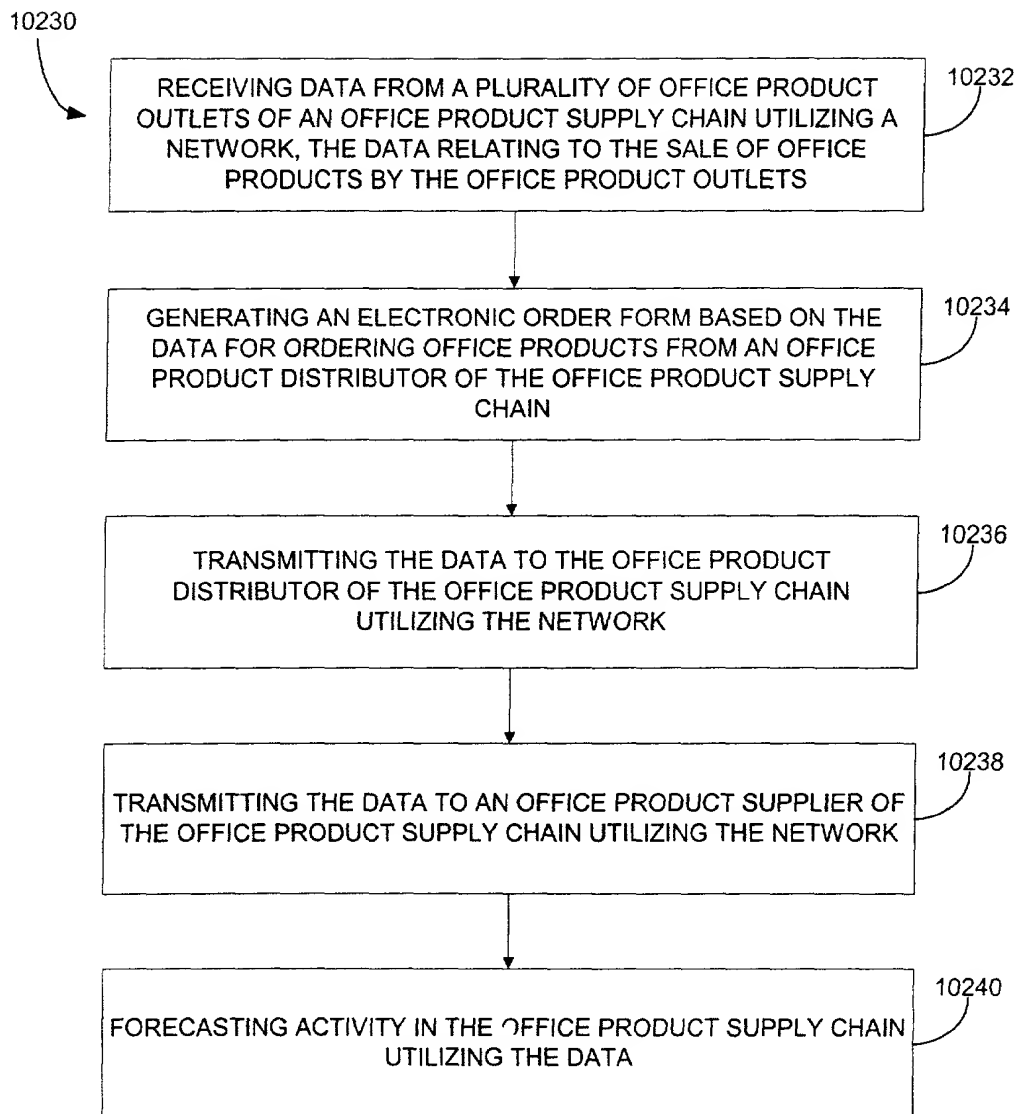 10230
10232
RECEIVING DATA FROM A PLURALITY OF OFFICE PRODUCT
OUTLETS OF AN OFFICE PRODUCT SUPPLY CHAIN UTILIZING A
NETWORK, THE DATA RELATING TO THE SALE OF OFFICE
PRODUCTS BY THE OFFICE PRODUCT OUTLETS
10234
GENERATING AN ELECTRONIC ORDER FORM BASED ON THE
DATA FOR ORDERING OFFICE PRODUCTS FROM AN OFFICE
PRODUCT DISTRIBUTOR OF THE OFFICE PRODUCT SUPPLY
CHAIN
10236
TRANSMITTING THE DATA TO THE OFFICE PRODUCT
DISTRIBUTOR OF THE OFFICE PRODUCT SUPPLY CHAIN
UTILIZING THE NETWORK
10238
TRANSMITTING THE DATA TO AN OFFICE PRODUCT SUPPLIER OF
THE OFFICE PRODUCT SUPPLY CHAIN UTILIZING THE NETWORK
10240
FORECASTING ACTIVITY IN THE OFFICE PRODUCT SUPPLY CHAIN
UTILIZING THE DATA